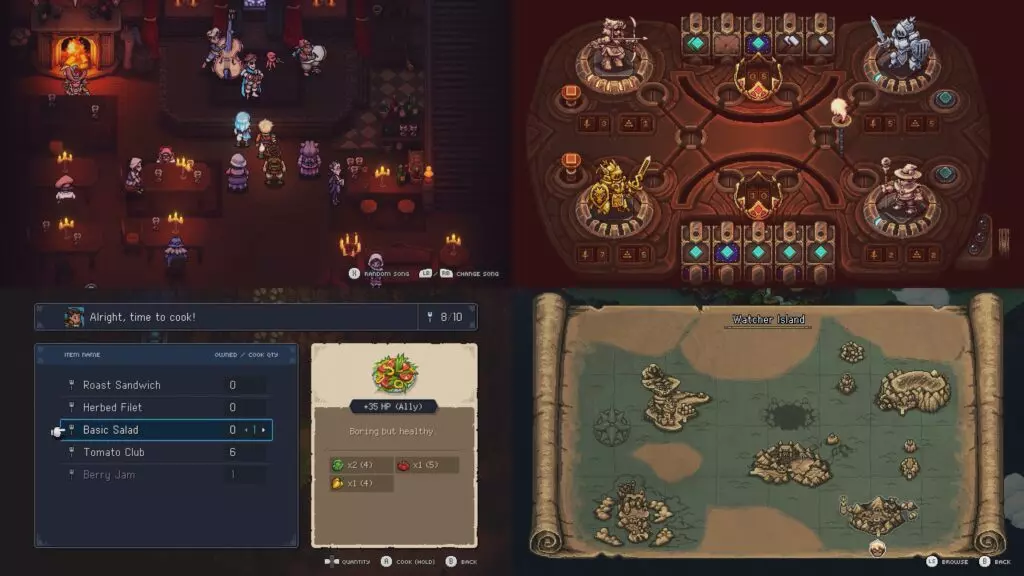 X RANDOM SONG LB / RB CHANGE SONG
Alright, time to cook!
8/10
ITEM NAME OWNED / COOK QTY
Roast Sandwich 0
Herbed Filet 0
Basic Salad 0 1
Tomato Club 6
Berry Jam 1
+35 HP (Ally)
Boring but healthy
x2 (4) x1 (5)
x1 (4)
QUANTITY A COOK (HOLD) B BACK
Watcher Island
LS BROWSE B BACK